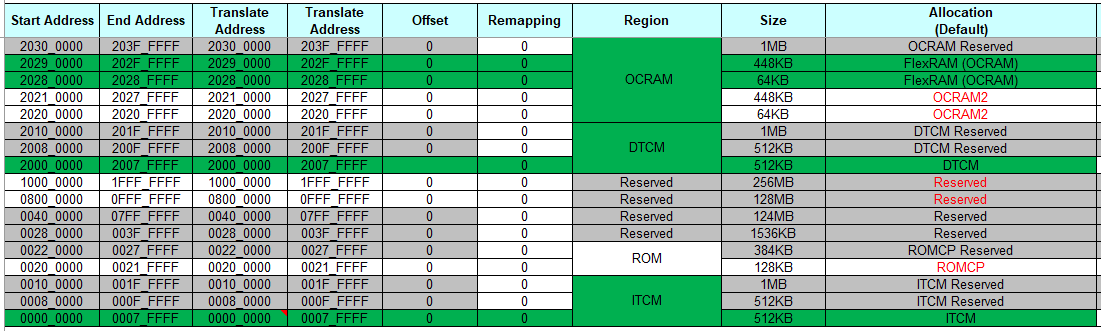 Start Address End Address Translate Address Translate Address Offset Remapping Region Size Allocation (Default)
2030_0000 203F_FFFF 2030_0000 203F_FFFF 0 0 OCRAM 1MB OCRAM Reserved
2029_0000 202F_FFFF 2029_0000 202F_FFFF 0 0 448KB FlexRAM (OCRAM)
2028_0000 2028_FFFF 2028_0000 2028_FFFF 0 0 64KB FlexRAM (OCRAM)
2021_0000 2027_FFFF 2021_0000 2027_FFFF 0 0 448KB OCRAM2
2020_0000 2020_FFFF 2020_0000 2020_FFFF 0 0 64KB OCRAM2
2010_0000 201F_FFFF 2010_0000 201F_FFFF 0 0 DTCM 1MB DTCM Reserved
2008_0000 200F_FFFF 2008_0000 200F_FFFF 0 0 512KB DTCM Reserved
2000_0000 2007_FFFF 2000_0000 2007_FFFF 0 512KB DTCM
1000_0000 1FFF_FFFF 1000_0000 1FFF_FFFF 0 0 Reserved 256MB Reserved
0800_0000 0FFF_FFFF 0800_0000 0FFF_FFFF 0 0 Reserved 128MB Reserved
0040_0000 07FF_FFFF 0040_0000 07FF_FFFF 0 0 Reserved 124MB Reserved
0028_0000 003F_FFFF 0028_0000 003F_FFFF 0 0 Reserved 1536KB Reserved
0022_0000 0027_FFFF 0022_0000 0027_FFFF 0 0 ROM 384KB ROMCP Reserved
0020_0000 0021_FFFF 0020_0000 0021_FFFF 0 0 128KB ROMCP
0010_0000 001F_FFFF 0010_0000 001F_FFFF 0 0 ITCM 1MB ITCM Reserved
0008_0000 000F_FFFF 0008_0000 000F_FFFF 0 0 512KB ITCM Reserved
0000_0000 0007_FFFF 0000_0000 0007_FFFF 0 0 512KB ITCM